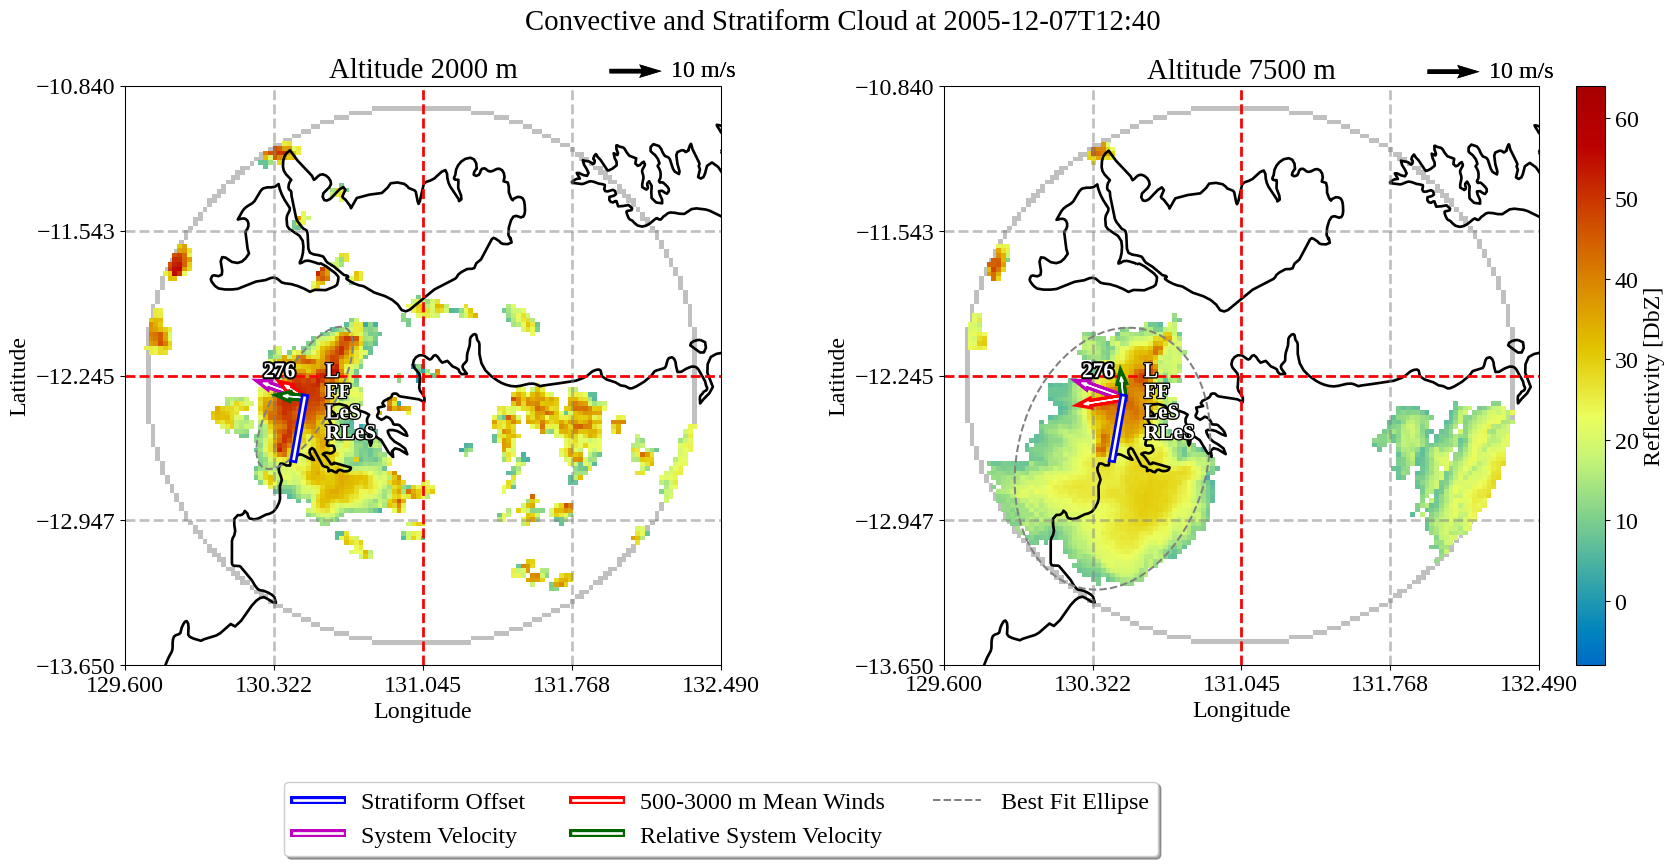 Convective and Stratiform Cloud at 2005-12-07T12:40
Altitude 2000 m
10 m/s
Altitude 7500 m
10 m/s
−10.840
−11.543
−12.245
−12.947
−13.650
129.600
130.322
131.045
131.768
132.490
Latitude
Longitude
276
L
FF
LeS
RLeS
−10.840
−11.543
−12.245
−12.947
−13.650
129.600
130.322
131.045
131.768
132.490
Latitude
Longitude
276
L
FF
LeS
RLeS
60
50
40
30
20
10
0
Reflectivity [DbZ]
Stratiform Offset
500-3000 m Mean Winds
Best Fit Ellipse
System Velocity
Relative System Velocity